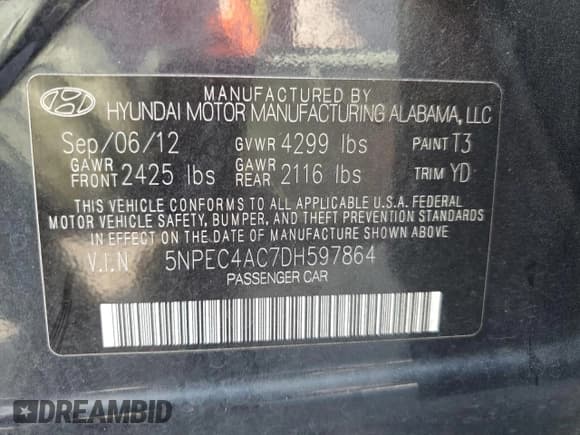 MANUFACTURED BY
HYUNDAI MOTOR MANUFACTURING ALABAMA, LLC
Sep/06/12 GVWR 4299 lbs PAINT T3
GAWR FRONT 2425 lbs GAWR REAR 2116 lbs TRIM YD
THIS VEHICLE CONFORMS TO ALL APPLICABLE U.S.A. FEDERAL
MOTOR VEHICLE SAFETY, BUMPER, AND THEFT PREVENTION STANDARDS
IN EFFECT ON THE DATE OF MANUFACTURE SHOWN ABOVE.
V.I.N 5NPEC4AC7DH597864
PASSENGER CAR
DREAMBID